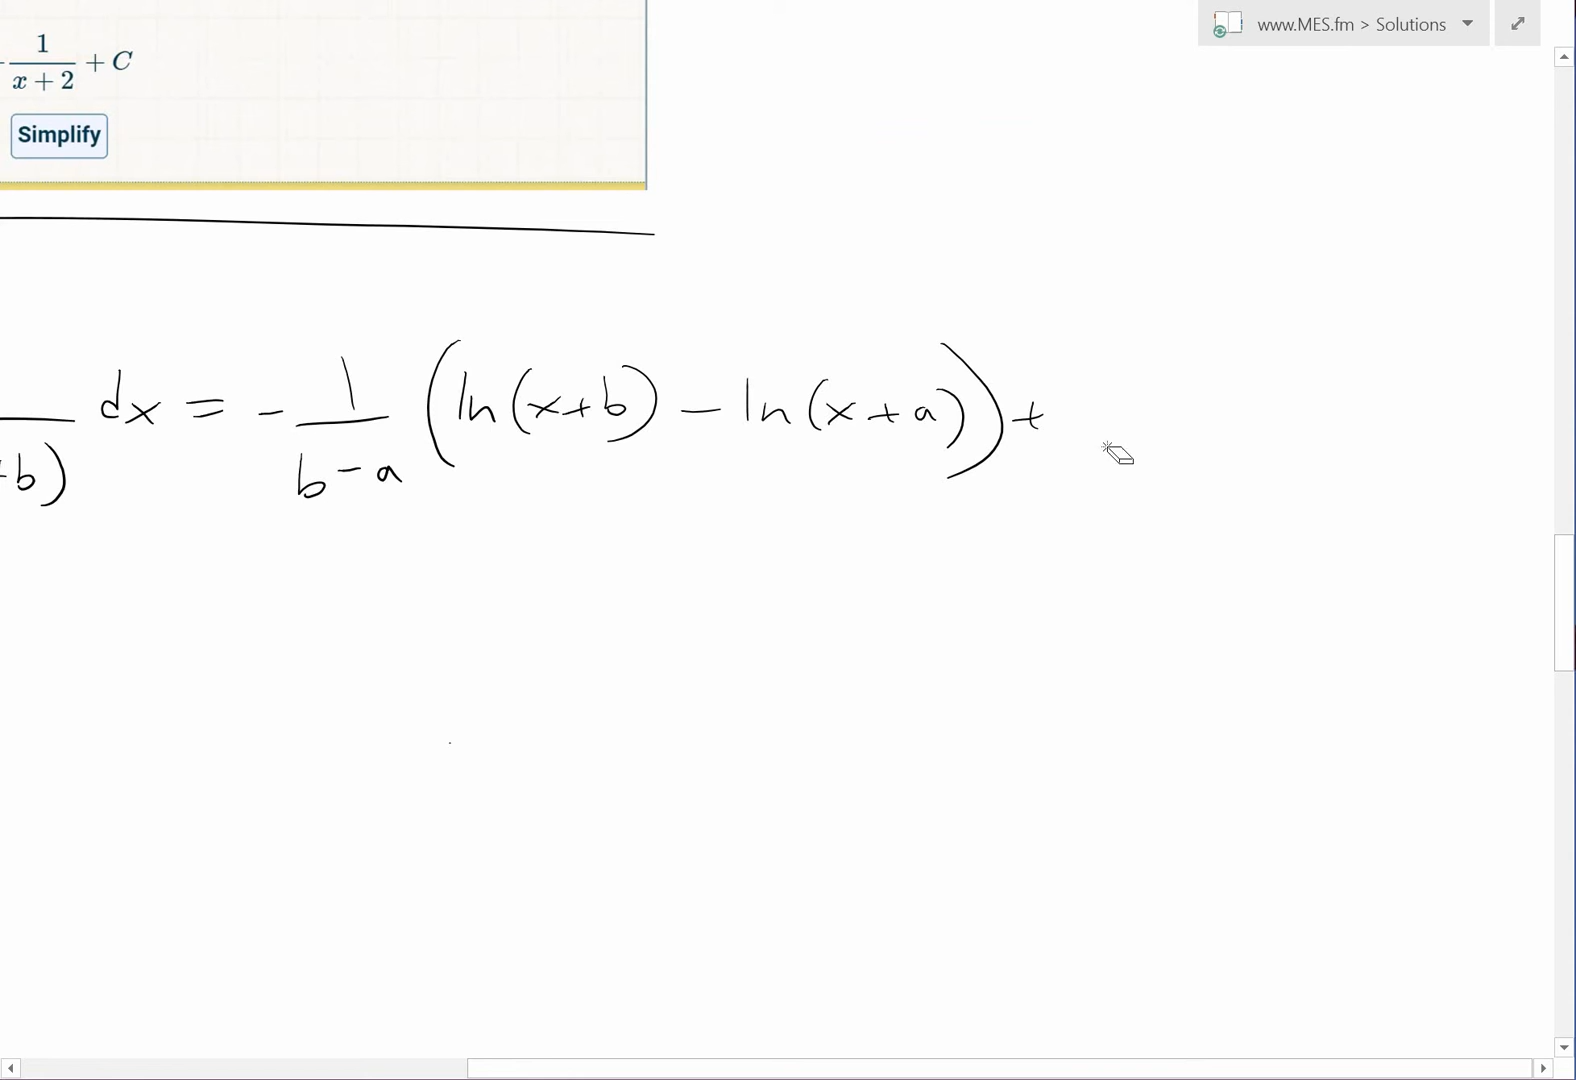 www.MES.fm > Solutions
-1/(x + 2) + C
Simplify
+b) dx = - 1/(b-a) (ln(x+b) - ln(x+a)) +